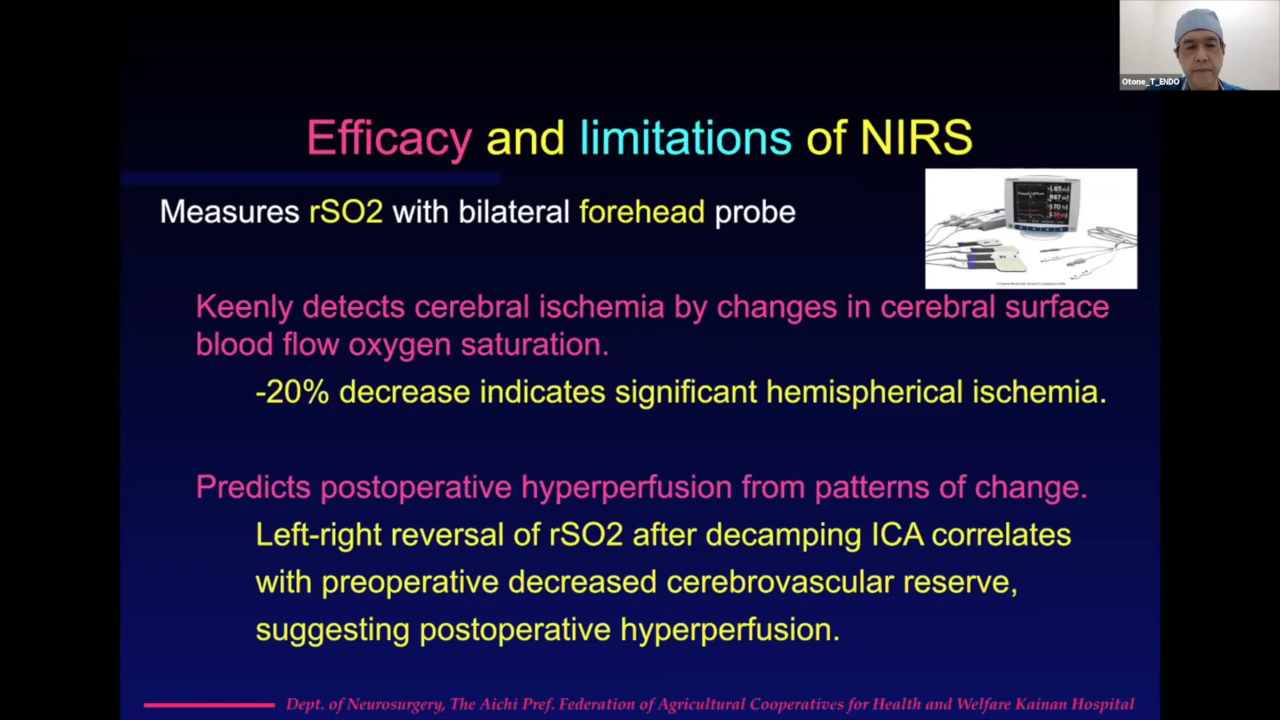 Otone_T_ENDO
Efficacy and limitations of NIRS
Measures rSO2 with bilateral forehead probe
Keenly detects cerebral ischemia by changes in cerebral surface
blood flow oxygen saturation.
-20% decrease indicates significant hemispherical ischemia.
Predicts postoperative hyperperfusion from patterns of change.
Left-right reversal of rSO2 after decamping ICA correlates
with preoperative decreased cerebrovascular reserve,
suggesting postoperative hyperperfusion.
Dept. of Neurosurgery, The Aichi Pref. Federation of Agricultural Cooperatives for Health and Welfare Kainan Hospital